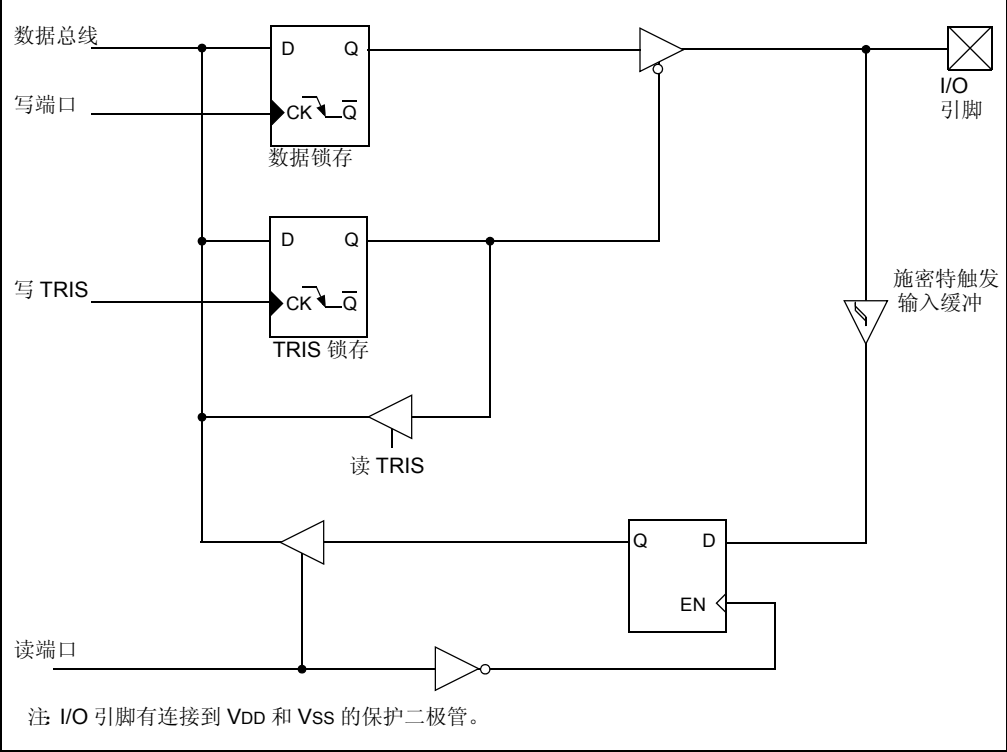 数据总线
D Q
I/O
引脚
写端口
CK Q
数据锁存
D Q
写 TRIS
CK Q
TRIS 锁存
施密特触发
输入缓冲
读 TRIS
Q D
EN
读端口
注: I/O 引脚有连接到 VDD 和 VSS 的保护二极管。